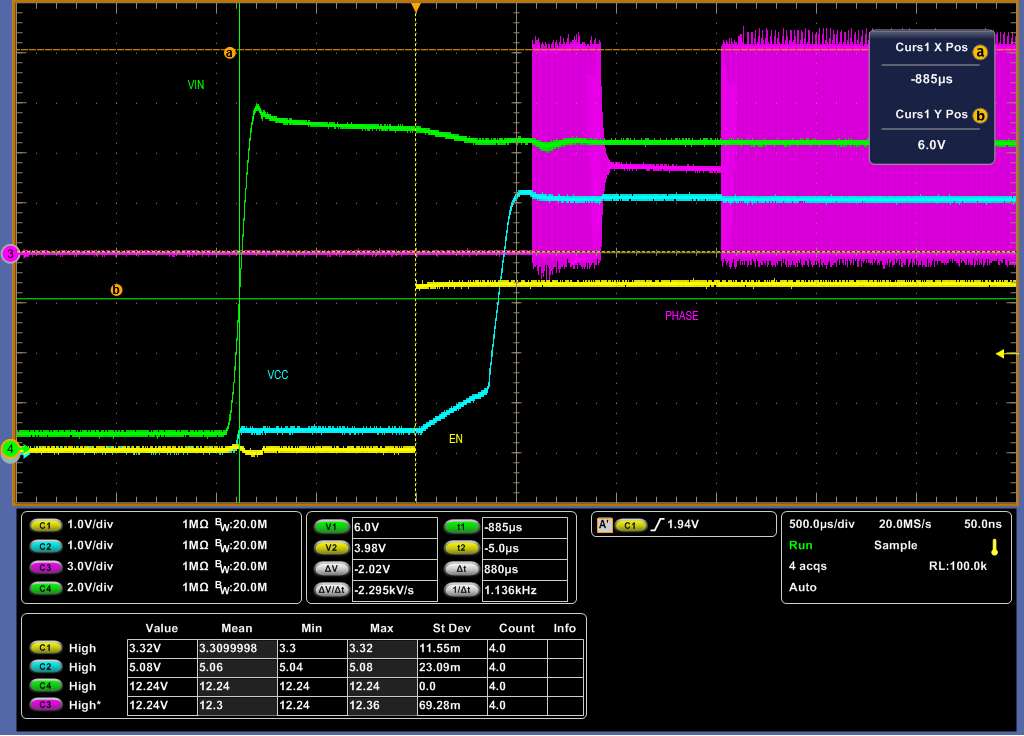 a
Curs1 X Pos a
-885µs
Curs1 Y Pos b
6.0V
VIN
3
b
PHASE
VCC
EN
4
C1 1.0V/div 1MΩ BW:20.0M
C2 1.0V/div 1MΩ BW:20.0M
C3 3.0V/div 1MΩ BW:20.0M
C4 2.0V/div 1MΩ BW:20.0M
V1 6.0V t1 -885µs
V2 3.98V t2 -5.0µs
ΔV -2.02V Δt 880µs
ΔV/Δt -2.295kV/s 1/Δt 1.136kHz
A' C1 1.94V
500.0µs/div 20.0MS/s 50.0ns
Run Sample
4 acqs RL:100.0k
Auto
Value Mean Min Max St Dev Count Info
C1 High 3.32V 3.3099998 3.3 3.32 11.55m 4.0
C2 High 5.08V 5.06 5.04 5.08 23.09m 4.0
C4 High 12.24V 12.24 12.24 12.24 0.0 4.0
C3 High* 12.24V 12.3 12.24 12.36 69.28m 4.0